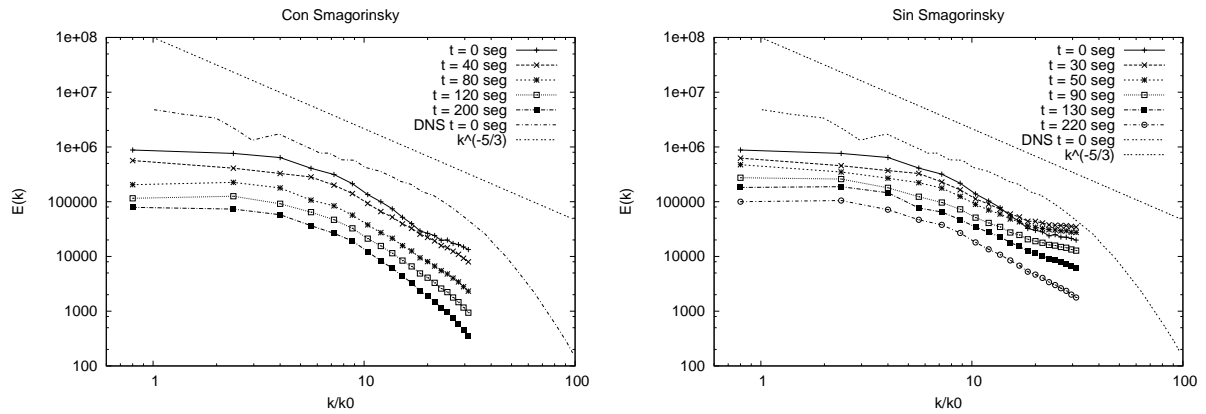 Con Smagorinsky
E(k)
1e+08
1e+07
1e+06
100000
10000
1000
100
t = 0 seg
t = 40 seg
t = 80 seg
t = 120 seg
t = 200 seg
DNS t = 0 seg
k^(-5/3)
1
10
100
k/k0
Sin Smagorinsky
E(k)
1e+08
1e+07
1e+06
100000
10000
1000
100
t = 0 seg
t = 30 seg
t = 50 seg
t = 90 seg
t = 130 seg
t = 220 seg
DNS t = 0 seg
k^(-5/3)
1
10
100
k/k0